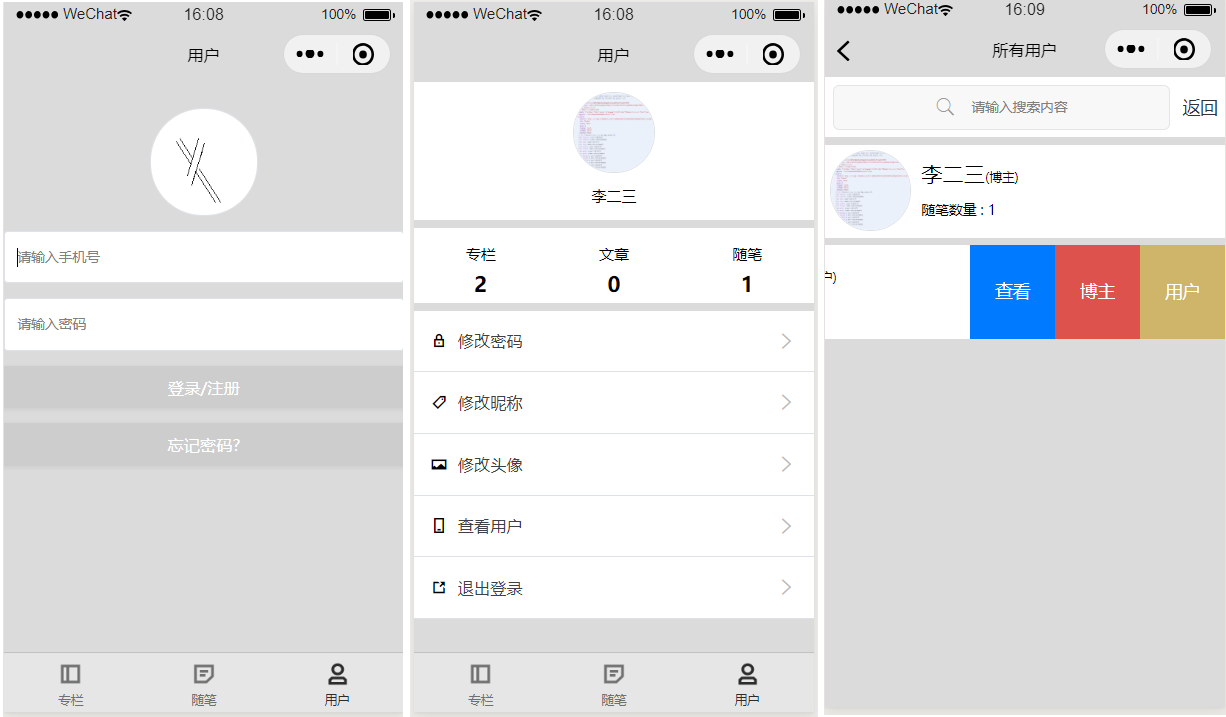 WeChat 16:08 100%
用户
请输入手机号
请输入密码
登录/注册
忘记密码?
专栏 随笔 用户
WeChat 16:08 100%
用户
李二三
专栏 文章 随笔
2 0 1
修改密码
修改昵称
修改头像
查看用户
退出登录
专栏 随笔 用户
WeChat 16:09 100%
所有用户
请输入搜索内容 返回
李二三(博主)
随笔数量 : 1
户)
查看 博主 用户